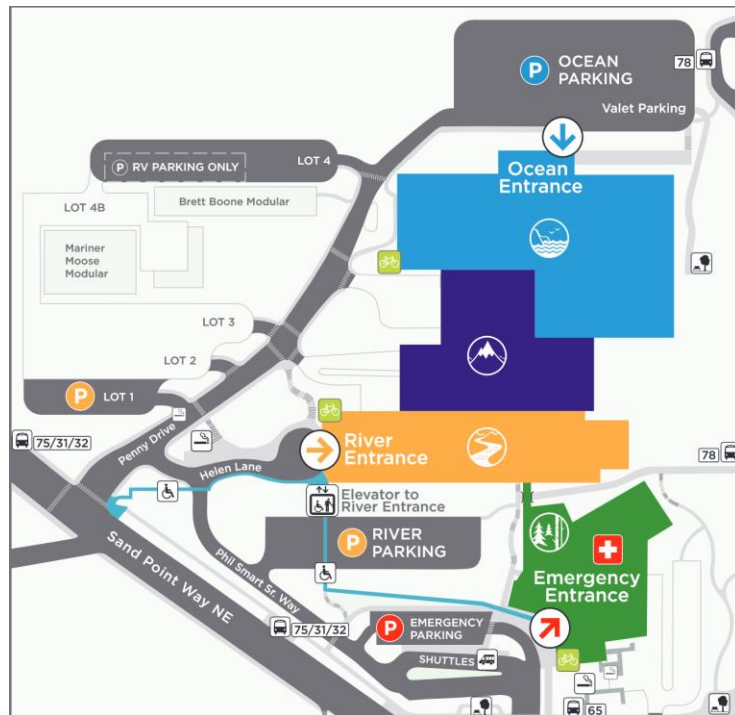 P OCEAN
PARKING
78
Valet Parking
P RV PARKING ONLY
LOT 4
Ocean
Entrance
LOT 4B
Brett Boone Modular
Mariner
Moose
Modular
LOT 3
LOT 2
P LOT 1
75/31/32
Penny Drive
River
Entrance
Helen Lane
78
Elevator to
River Entrance
P RIVER
PARKING
Sand Point Way NE
Phil Smart Sr. Way
Emergency
Entrance
75/31/32
P EMERGENCY
PARKING
SHUTTLES
65